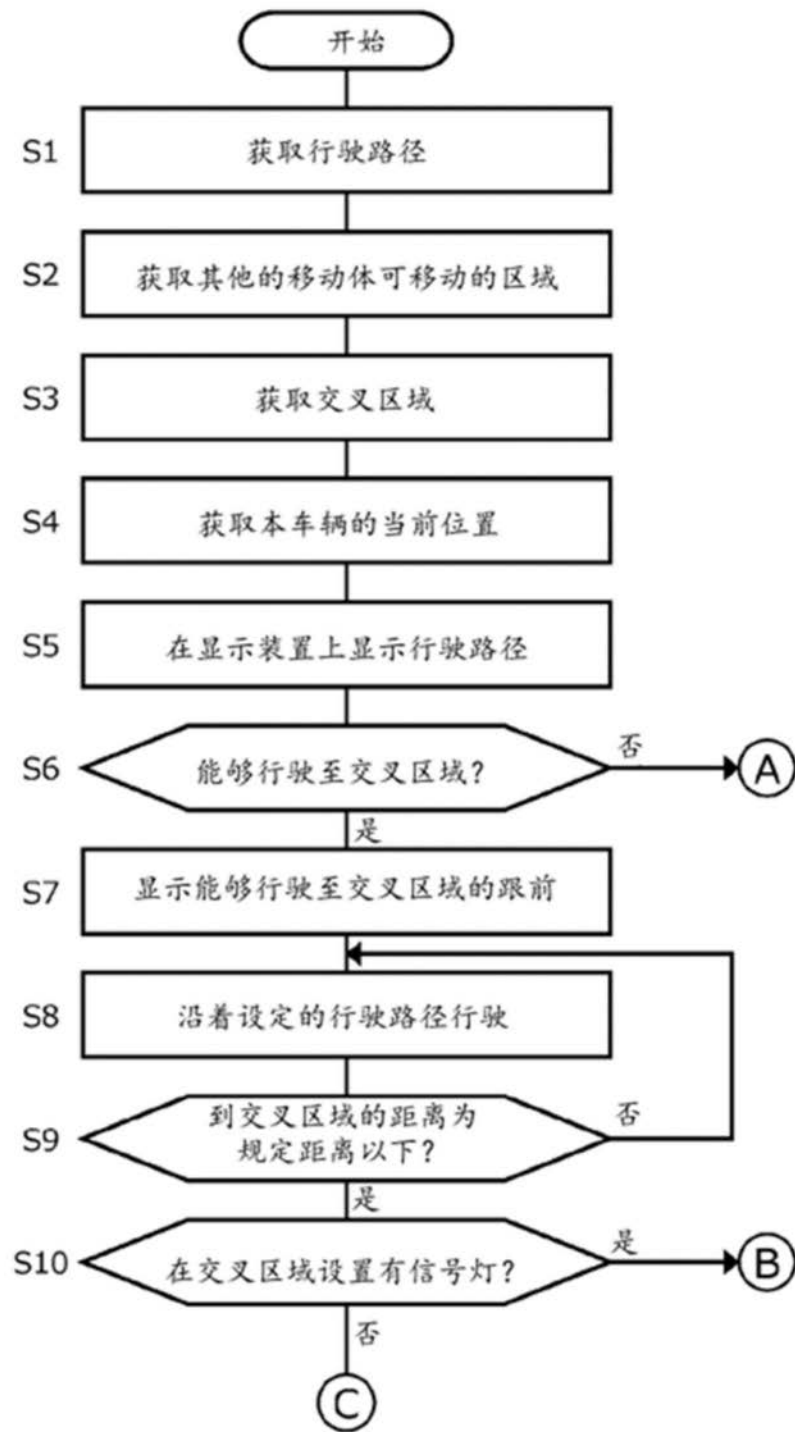 开始
S1
获取行驶路径
S2
获取其他的移动体可移动的区域
S3
获取交叉区域
S4
获取本车辆的当前位置
S5
在显示装置上显示行驶路径
S6
能够行驶至交叉区域?
否
A
是
S7
显示能够行驶至交叉区域的跟前
S8
沿着设定的行驶路径行驶
S9
到交叉区域的距离为
规定距离以下?
否
是
S10
在交叉区域设置有信号灯?
是
B
否
C